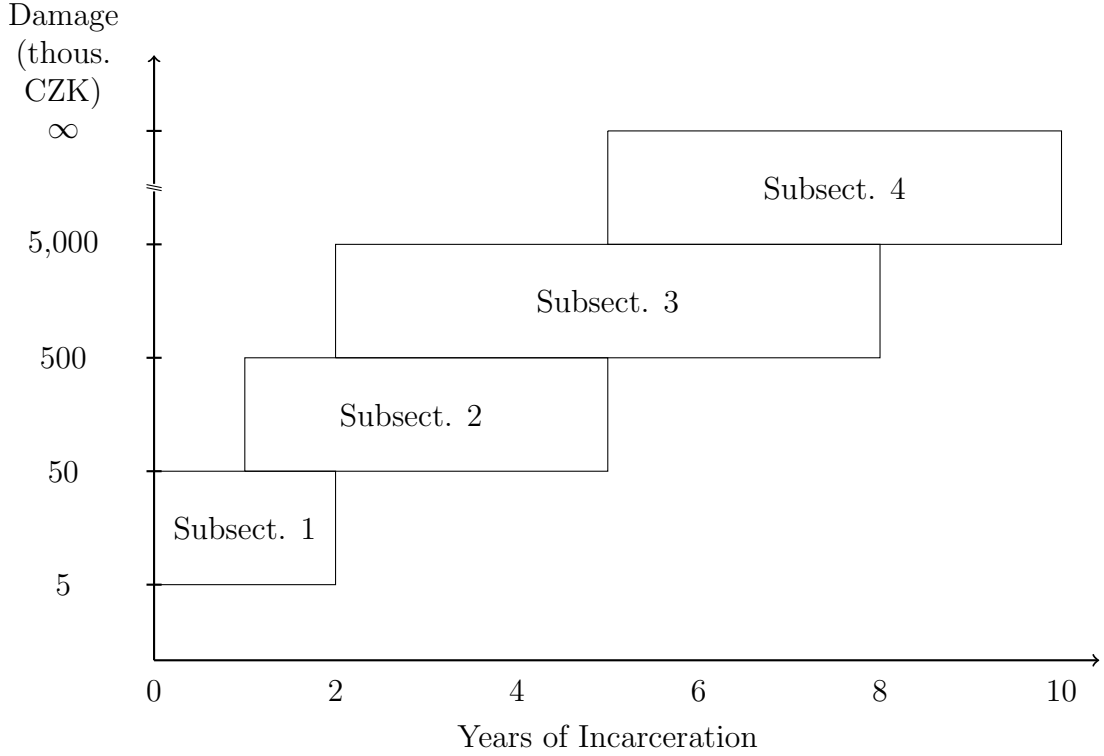 Damage
(thous.
CZK)
∞
Subsect. 4
5,000
Subsect. 3
500
Subsect. 2
50
Subsect. 1
5
0 2 4 6 8 10
Years of Incarceration